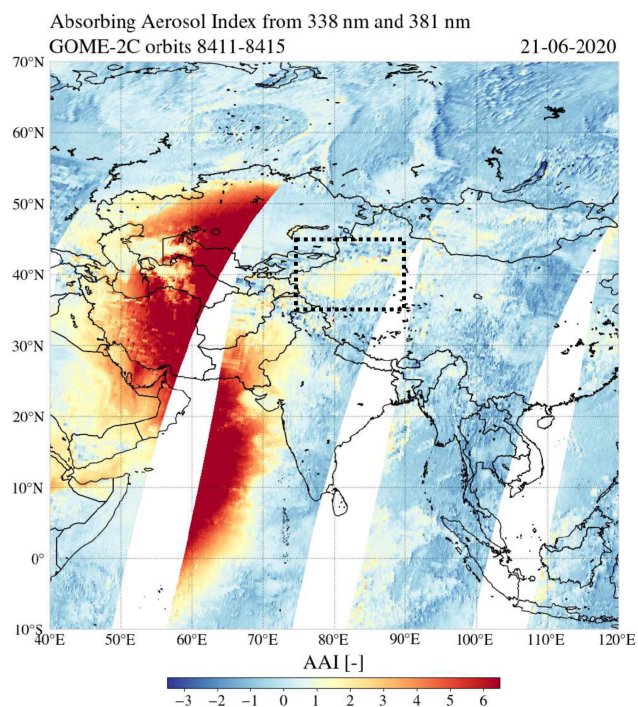 Absorbing Aerosol Index from 338 nm and 381 nm
GOME-2C orbits 8411-8415 21-06-2020
70°N
60°N
50°N
40°N
30°N
20°N
10°N
0°
10°S
40°E 50°E 60°E 70°E 80°E 90°E 100°E 110°E 120°E
AAI [-]
−3 −2 −1 0 1 2 3 4 5 6